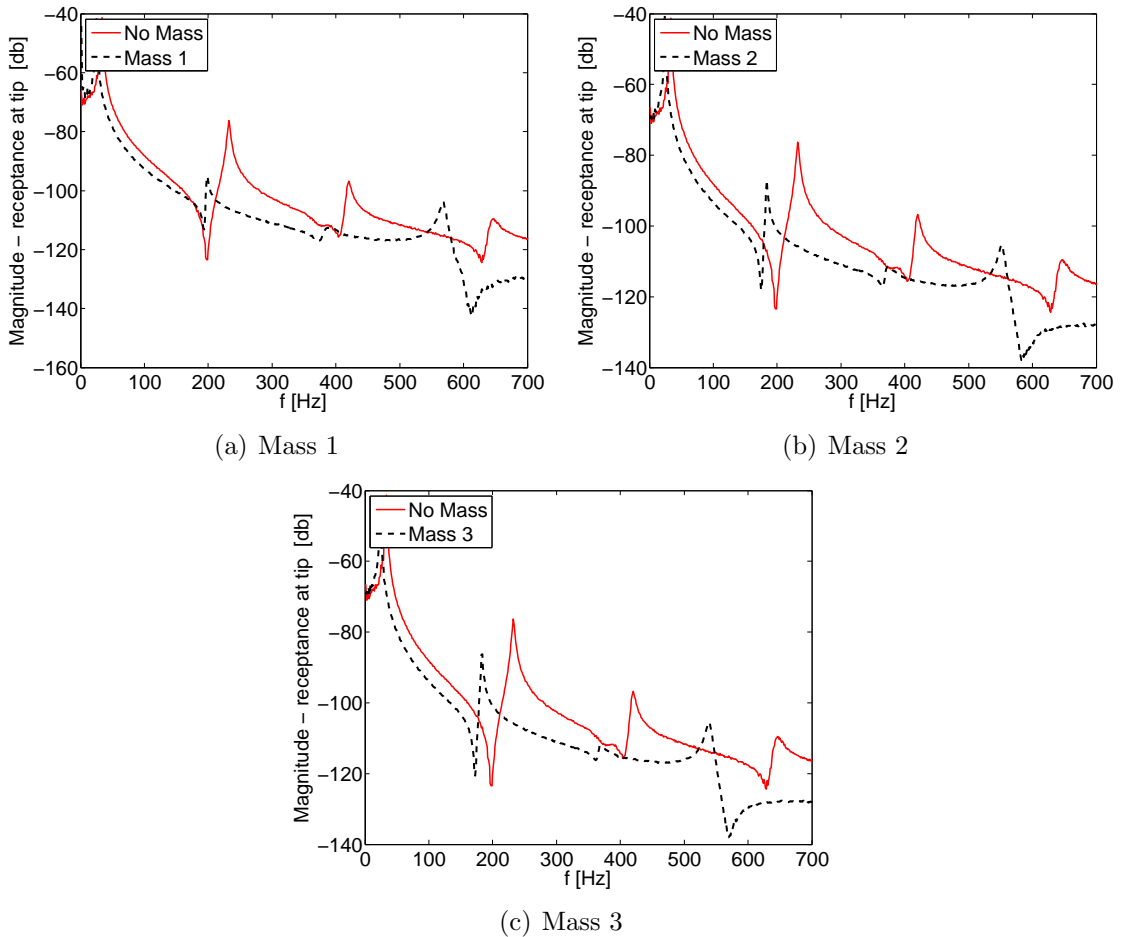 Magnitude – receptance at tip [db]
−40
−60
−80
−100
−120
−140
−160
No Mass
Mass 1
0 100 200 300 400 500 600 700
f [Hz]
(a) Mass 1
Magnitude – receptance at tip [db]
−40
−60
−80
−100
−120
−140
No Mass
Mass 2
0 100 200 300 400 500 600 700
f [Hz]
(b) Mass 2
Magnitude – receptance at tip [db]
−40
−60
−80
−100
−120
−140
No Mass
Mass 3
0 100 200 300 400 500 600 700
f [Hz]
(c) Mass 3